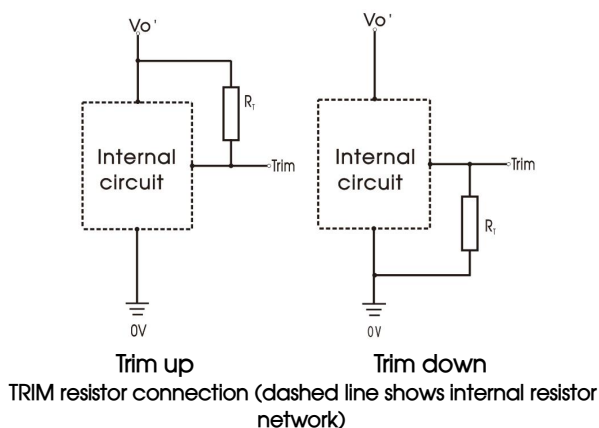 Vo '
Vo '
R_T
Internal
circuit
Trim
Internal
circuit
Trim
R_T
0V
0V
Trim up
Trim down
TRIM resistor connection (dashed line shows internal resistor
network)